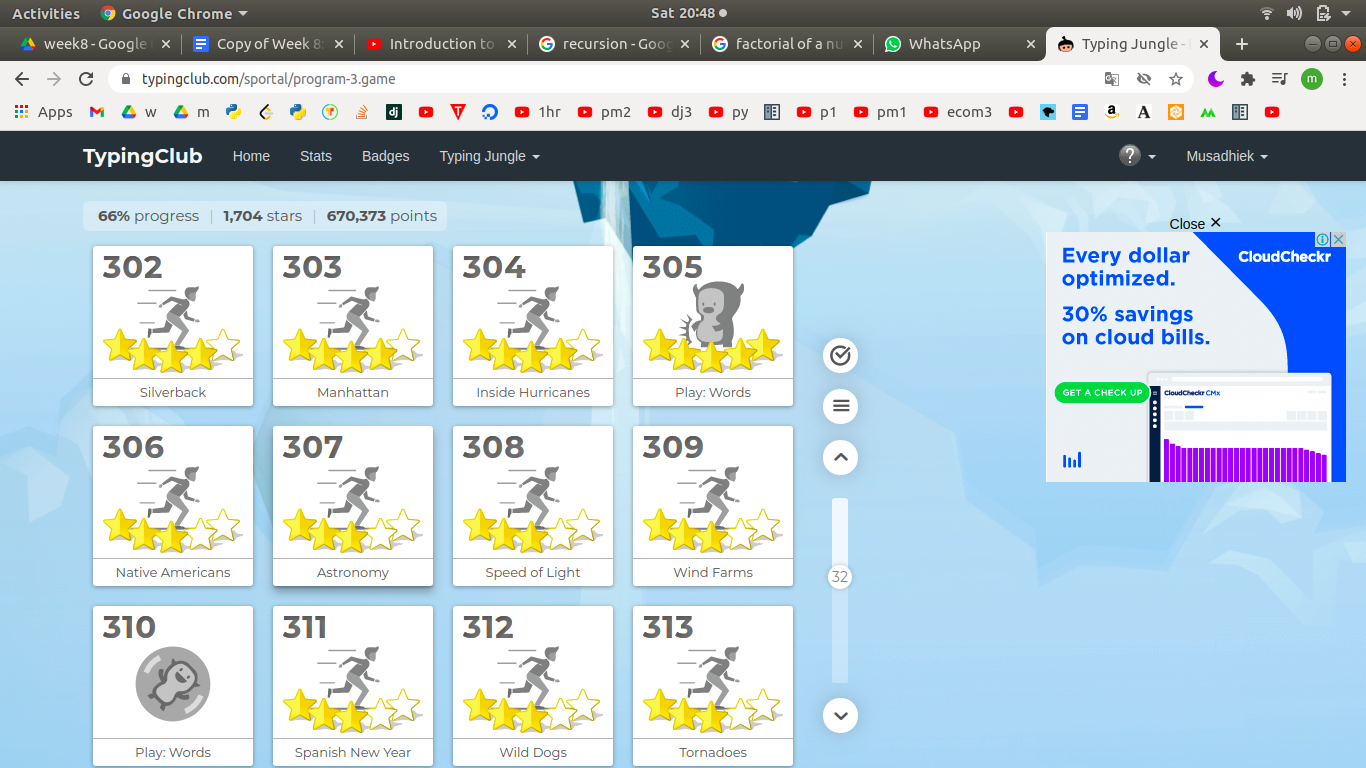 Activities Google Chrome Sat 20:48
week8 - Google Copy of Week 8: Introduction to recursion - Goog factorial of a nu WhatsApp Typing Jungle -
typingclub.com/sportal/program-3.game m
Apps w m dj 1hr pm2 dj3 py p1 pm1 ecom3
TypingClub Home Stats Badges Typing Jungle ? Musadhiek
66% progress | 1,704 stars | 670,373 points
Close ✕
302 303 304 305
Silverback Manhattan Inside Hurricanes Play: Words
306 307 308 309
Native Americans Astronomy Speed of Light Wind Farms
310 311 312 313
Play: Words Spanish New Year Wild Dogs Tornadoes
32
Every dollar
optimized.
CloudCheckr
30% savings
on cloud bills.
GET A CHECK UP
CloudCheckr CMx